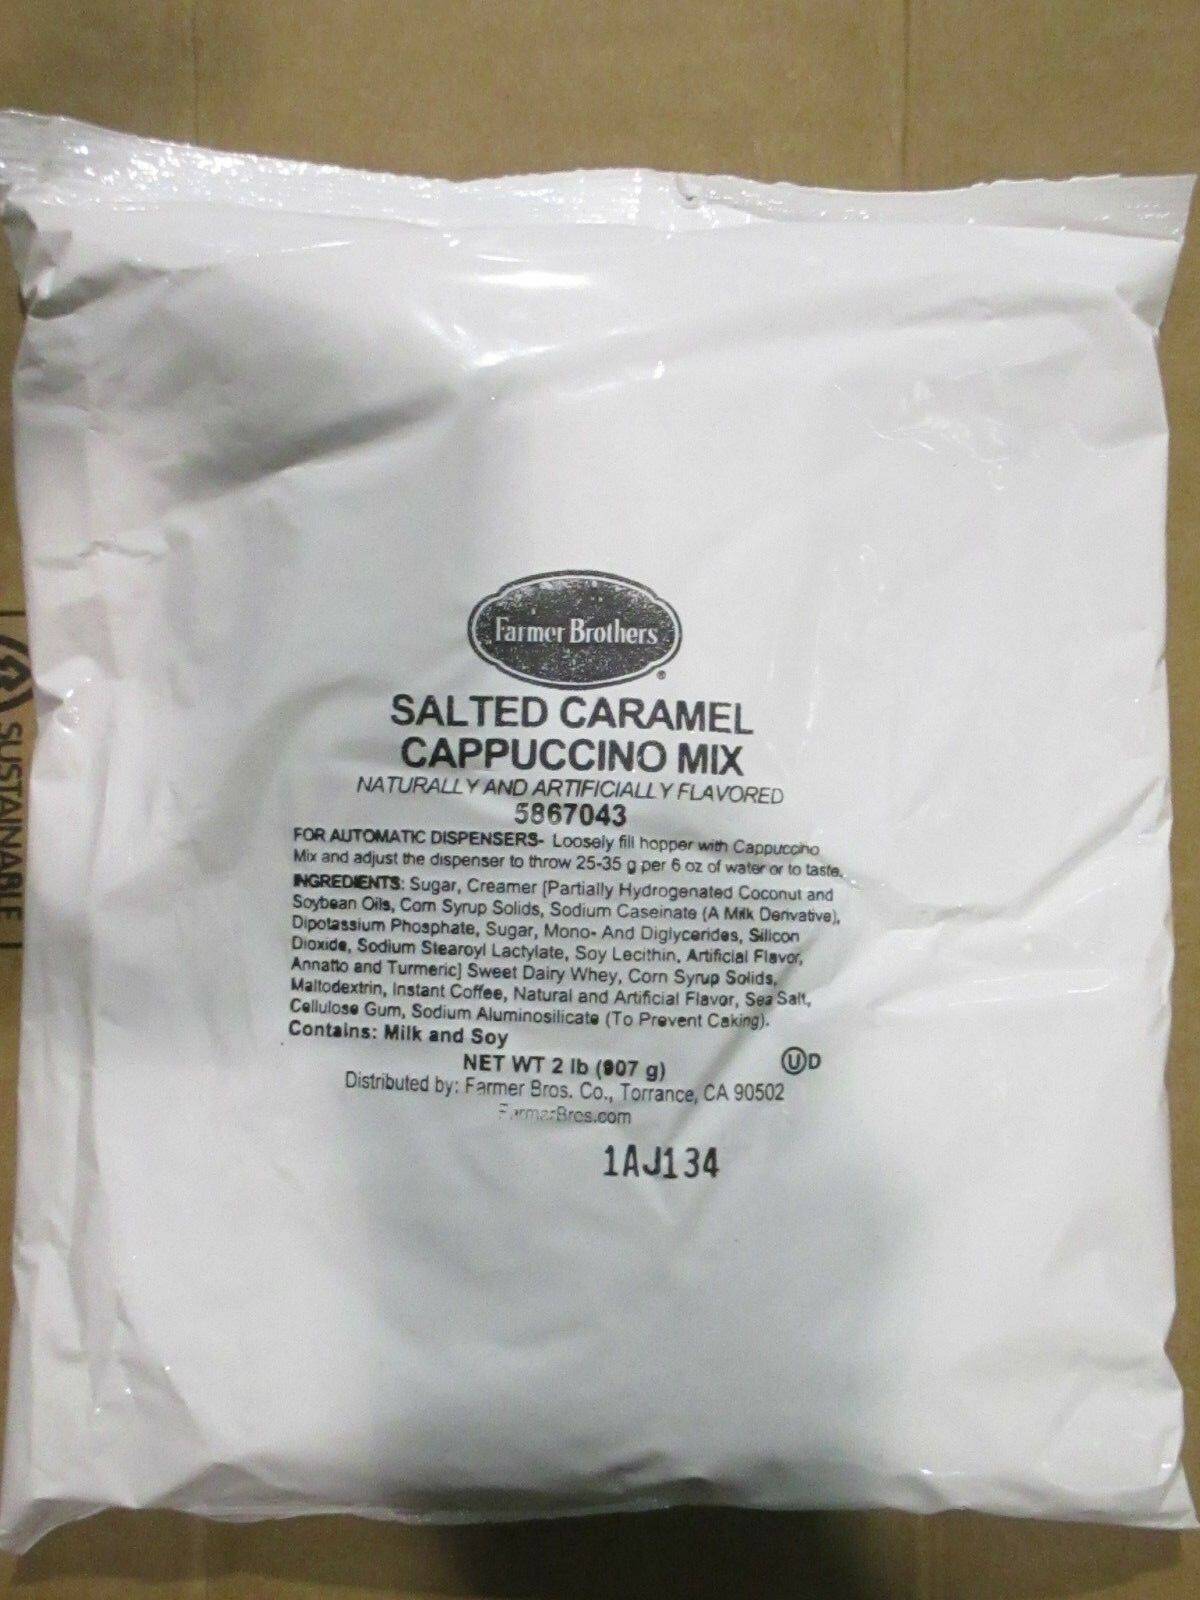 Farmer Brothers
®
SALTED CARAMEL
CAPPUCCINO MIX
NATURALLY AND ARTIFICIALLY FLAVORED
5867043
FOR AUTOMATIC DISPENSERS- Loosely fill hopper with Cappuccino
Mix and adjust the dispenser to throw 25-35 g per 6 oz of water or to taste.
INGREDIENTS: Sugar, Creamer [Partially Hydrogenated Coconut and
Soybean Oils, Corn Syrup Solids, Sodium Caseinate (A Milk Derivative),
Dipotassium Phosphate, Sugar, Mono- And Diglycerides, Silicon
Dioxide, Sodium Stearoyl Lactylate, Soy Lecithin, Artificial Flavor,
Annatto and Turmeric] Sweet Dairy Whey, Corn Syrup Solids,
Maltodextrin, Instant Coffee, Natural and Artificial Flavor, Sea Salt,
Cellulose Gum, Sodium Aluminosilicate (To Prevent Caking).
Contains: Milk and Soy
NET WT 2 lb (907 g)
UD
Distributed by: Farmer Bros. Co., Torrance, CA 90502
FarmerBros.com
1AJ134
SUSTAINABLE